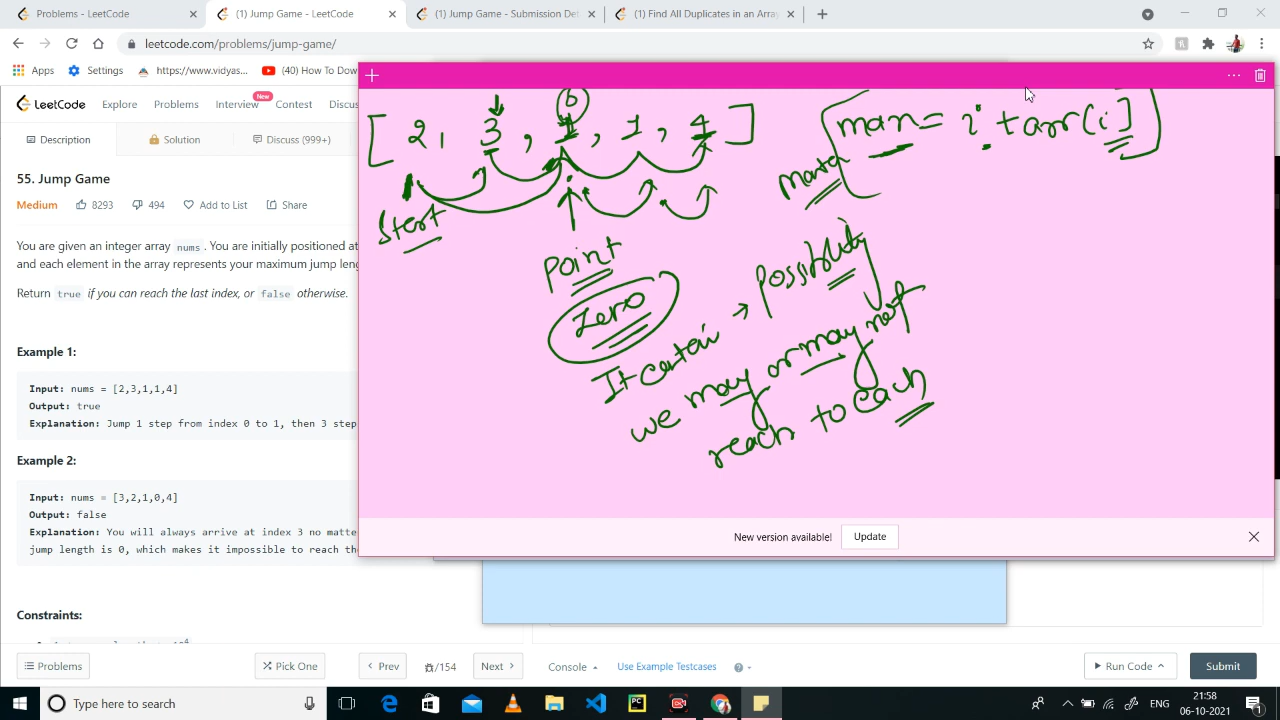 Problems - LeetCode
(1) Jump Game - LeetCode
(1) Jump Game - Submission Det
(1) Find All Duplicates in an Array
leetcode.com/problems/jump-game/
Apps
Settings
https://www.vidyas...
(40) How To Dow
LeetCode
Explore
Problems
Interview
New
Contest
Discus
Description
Solution
Discuss (999+)
55. Jump Game
Medium
8293
494
Add to List
Share
You are given an integer array nums. You are initially positioned at
and each element in the array represents your maximum jump len
Return true if you can reach the last index, or false otherwise.
Example 1:
Input: nums = [2,3,1,1,4]
Output: true
Explanation: Jump 1 step from index 0 to 1, then 3 step
Example 2:
Input: nums = [3,2,1,0,4]
Output: false
Explanation: You will always arrive at index 3 no matte
jump length is 0, which makes it impossible to reach th
Constraints:
[ 2, 3, 1, 1, 4 ]
man = i + arr(i]
start
point
zero
It certain → possibility
we may or may not
reach to each
New version available!
Update
Problems
Pick One
Prev
/154
Next
Console
Use Example Testcases
Run Code
Submit
Type here to search
ENG
21:58
06-10-2021